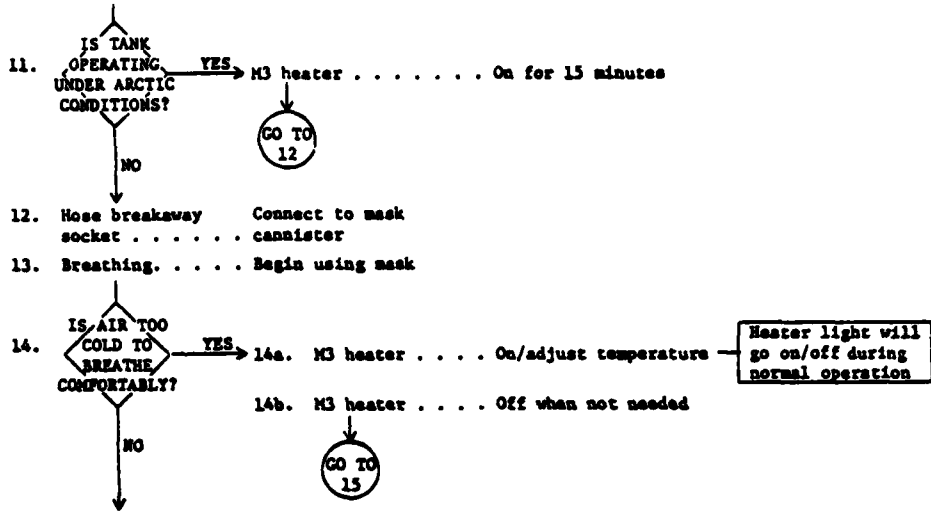 IS TANK
11. OPERATING YES M3 heater . . . . . . . On for 15 minutes
UNDER ARCTIC
CONDITIONS?
GO TO
12
NO
12. Hose breakaway Connect to mask
socket . . . . . . cannister
13. Breathing. . . . . Begin using mask
IS AIR TOO
14. COLD TO YES 14a. M3 heater . . . . On/adjust temperature
BREATHE
COMFORTABLY?
Heater light will
go on/off during
normal operation
14b. M3 heater . . . . Off when not needed
NO
GO TO
15